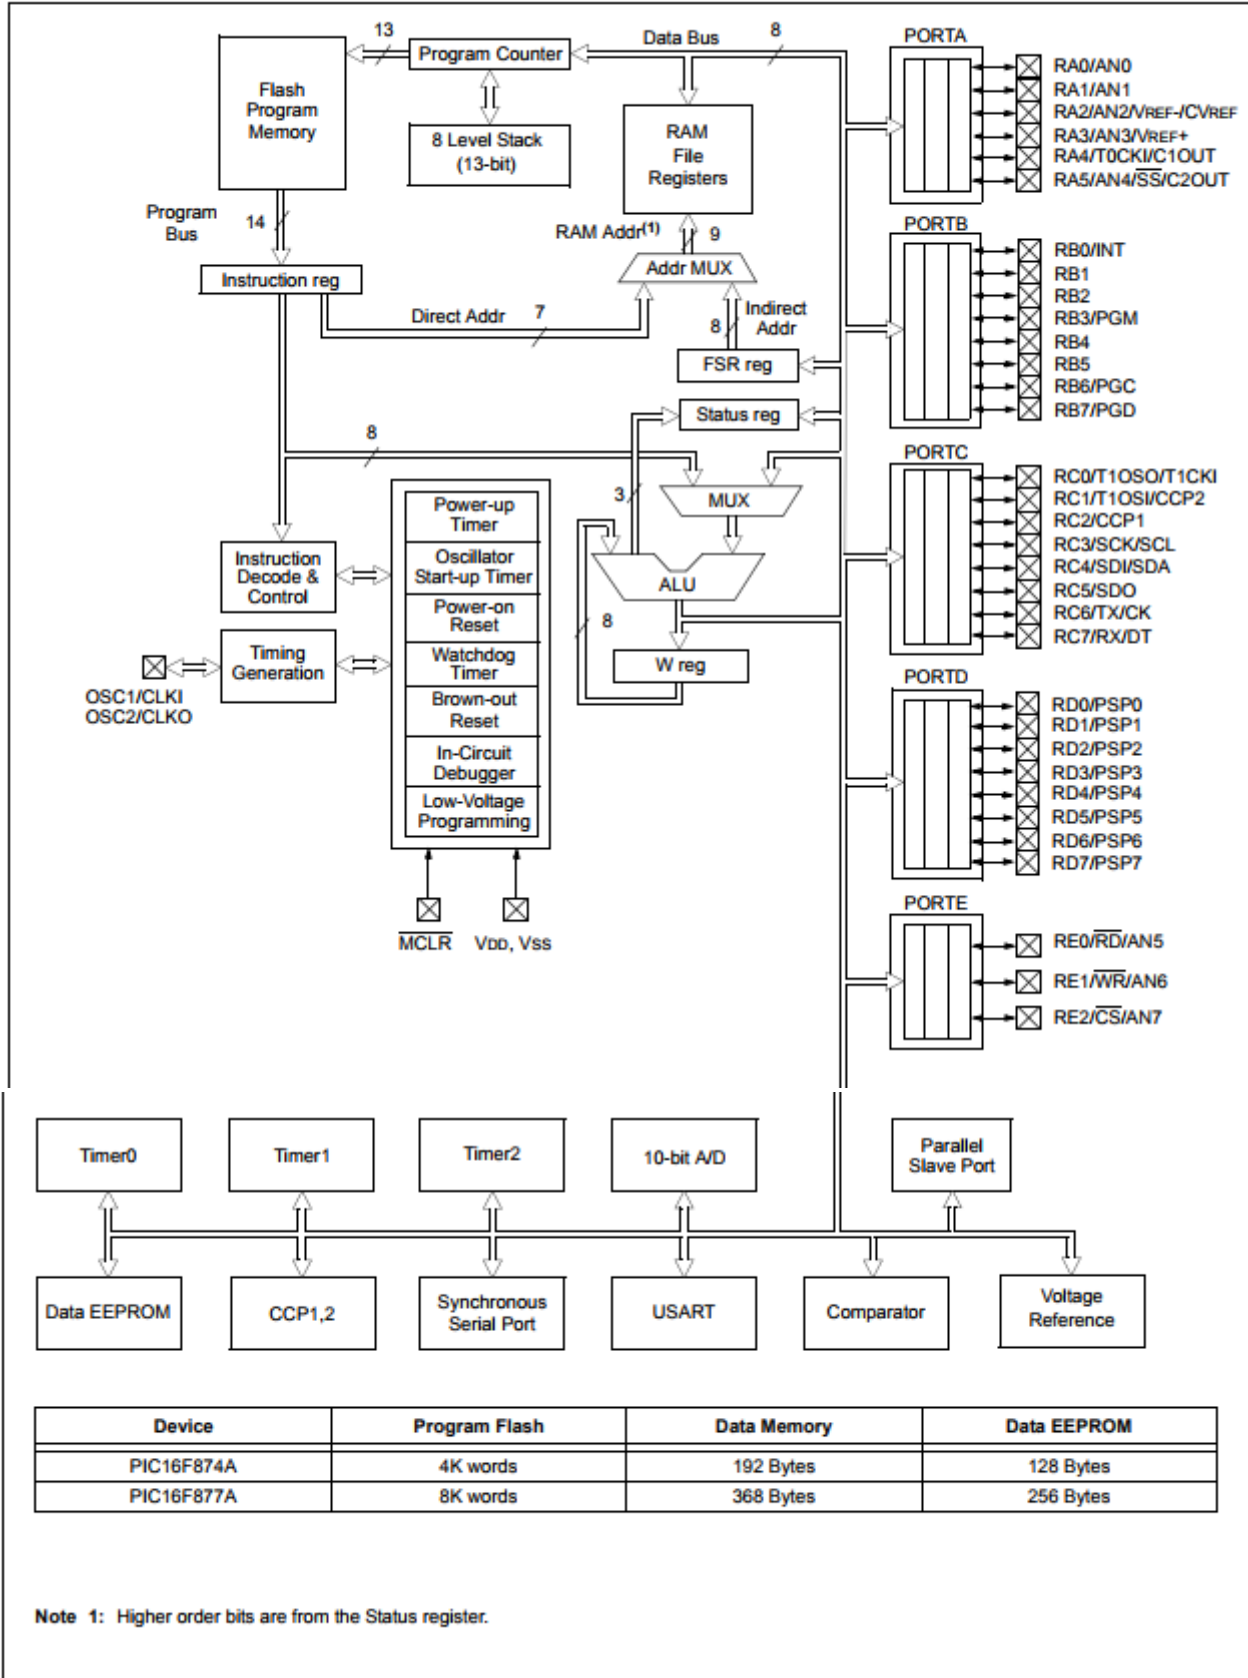 13
Program Counter
Data Bus
8
PORTA
Flash
Program
Memory
8 Level Stack
(13-bit)
RAM
File
Registers
RA0/AN0
RA1/AN1
RA2/AN2/VREF-/CVREF
RA3/AN3/VREF+
RA4/T0CKI/C1OUT
RA5/AN4/SS/C2OUT
Program
Bus
14
RAM Addr(1)
9
PORTB
Instruction reg
Addr MUX
RB0/INT
RB1
RB2
RB3/PGM
RB4
RB5
RB6/PGC
RB7/PGD
Direct Addr
7
8
Indirect
Addr
FSR reg
Status reg
8
3
MUX
PORTC
RC0/T1OSO/T1CKI
RC1/T1OSI/CCP2
RC2/CCP1
RC3/SCK/SCL
RC4/SDI/SDA
RC5/SDO
RC6/TX/CK
RC7/RX/DT
Instruction
Decode &
Control
Timing
Generation
OSC1/CLKI
OSC2/CLKO
Power-up
Timer
Oscillator
Start-up Timer
Power-on
Reset
Watchdog
Timer
Brown-out
Reset
In-Circuit
Debugger
Low-Voltage
Programming
ALU
8
W reg
MCLR
VDD, VSS
PORTD
RD0/PSP0
RD1/PSP1
RD2/PSP2
RD3/PSP3
RD4/PSP4
RD5/PSP5
RD6/PSP6
RD7/PSP7
PORTE
RE0/RD/AN5
RE1/WR/AN6
RE2/CS/AN7
Timer0
Timer1
Timer2
10-bit A/D
Parallel
Slave Port
Data EEPROM
CCP1,2
Synchronous
Serial Port
USART
Comparator
Voltage
Reference
Device Program Flash Data Memory Data EEPROM
PIC16F874A 4K words 192 Bytes 128 Bytes
PIC16F877A 8K words 368 Bytes 256 Bytes
Note 1: Higher order bits are from the Status register.